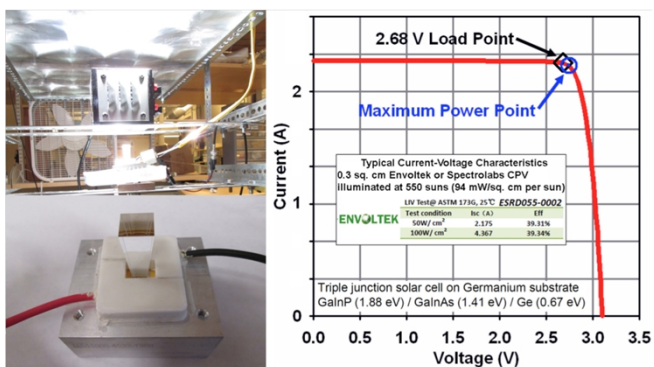 2.68 V Load Point
Maximum Power Point
Current (A)
2
1
0
Typical Current-Voltage Characteristics
0.3 sq. cm Envoltek or Spectrolabs CPV
illuminated at 550 suns (94 mW/sq. cm per sun)
LIV Test@ ASTM 173G, 25℃ ESRD055-0002
ENVOLTEK
Test condition Isc (A) Eff
50W/cm² 2.175 39.31%
100W/cm² 4.367 39.34%
Triple junction solar cell on Germanium substrate
GaInP (1.88 eV) / GaInAs (1.41 eV) / Ge (0.67 eV)
0.0 0.5 1.0 1.5 2.0 2.5 3.0 3.5
Voltage (V)